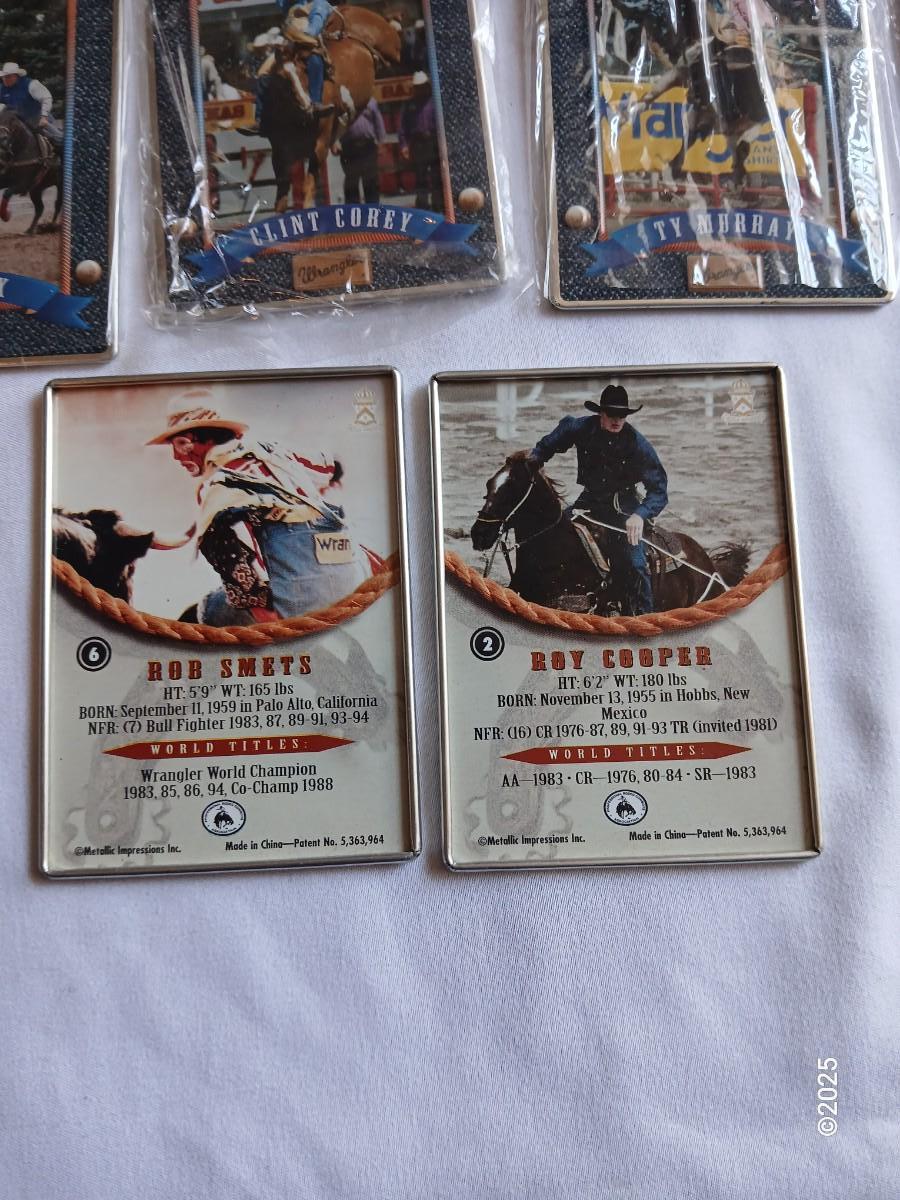 CLINT COREY
Wrangler
Wrangler
TY MURRAY
Wrangler
6
ROB SMETS
HT: 5'9" WT: 165 lbs
BORN: September 11, 1959 in Palo Alto, California
NFR: (7) Bull Fighter 1983, 87, 89-91, 93-94
WORLD TITLES:
Wrangler World Champion
1983, 85, 86, 94, Co-Champ 1988
©Metallic Impressions Inc.
Made in China—Patent No. 5,363,964
Wran
2
ROY COOPER
HT: 6'2" WT: 180 lbs
BORN: November 13, 1955 in Hobbs, New
Mexico
NFR: (16) CR 1976-87, 89, 91-93 TR (invited 1981)
WORLD TITLES:
AA—1983 · CR—1976, 80-84 · SR—1983
©Metallic Impressions Inc.
Made in China—Patent No. 5,363,964
©2025